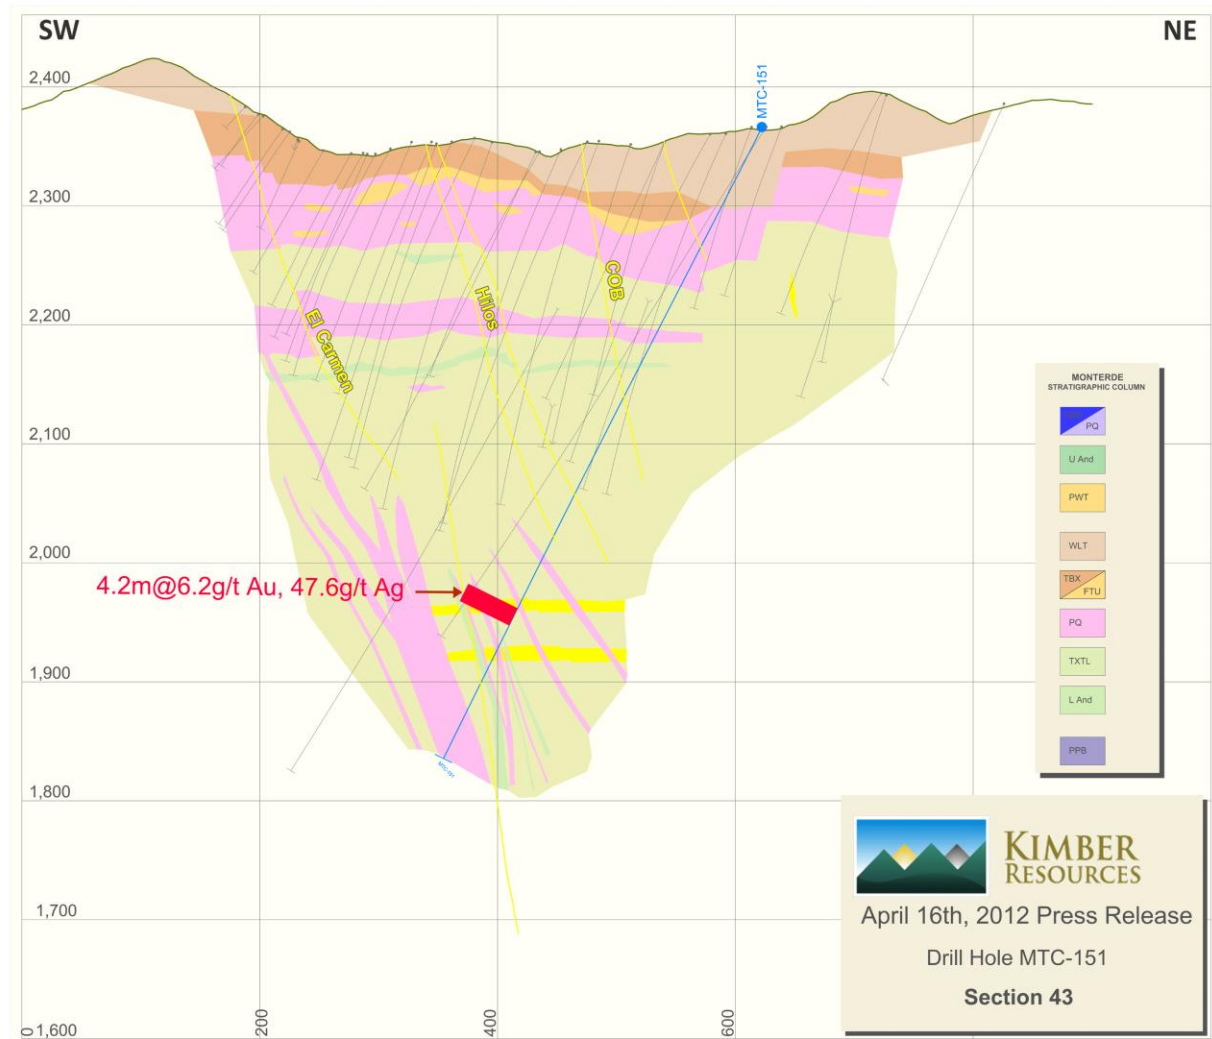 SW
NE
MTC-151
2,400
2,300
2,200
2,100
2,000
1,900
1,800
1,700
0 1,600
200
400
600
El Carmen
Hilos
COB
4.2m@6.2g/t Au, 47.6g/t Ag
MTC-151
MONTERDE
STRATIGRAPHIC COLUMN
PQ
U And
PWT
WLT
TBX
FTU
PQ
TXTL
L And
PPB
KIMBER
RESOURCES
April 16th, 2012 Press Release
Drill Hole MTC-151
Section 43